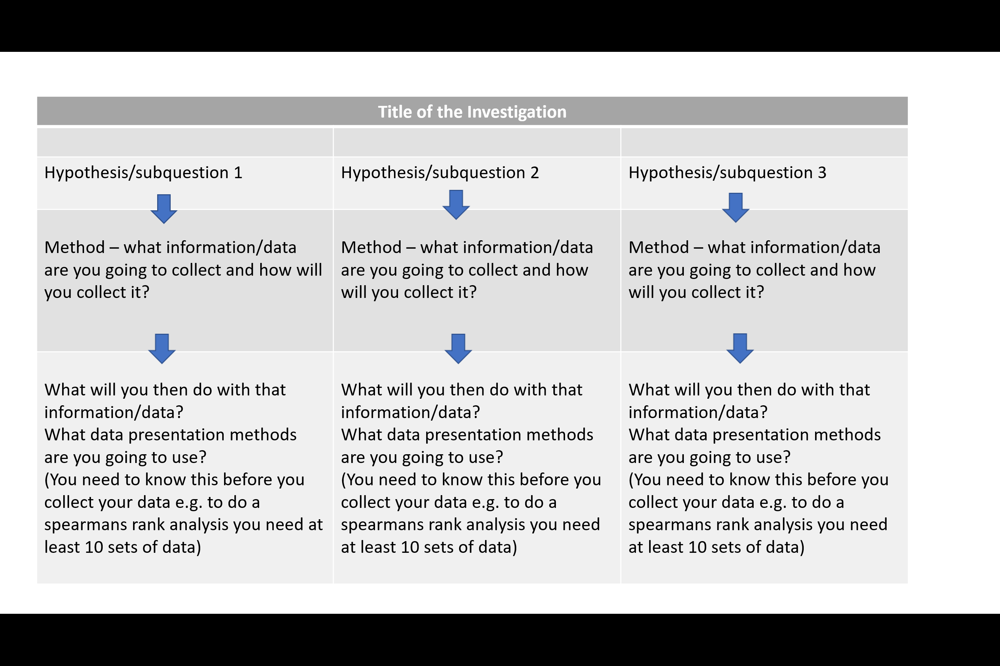 Title of the Investigation
Hypothesis/subquestion 1
Hypothesis/subquestion 2
Hypothesis/subquestion 3
Method – what information/data
are you going to collect and how will
you collect it?
Method – what information/data
are you going to collect and how
will you collect it?
Method – what information/data
are you going to collect and how
will you collect it?
What will you then do with that
information/data?
What data presentation methods
are you going to use?
(You need to know this before you
collect your data e.g. to do a
spearmans rank analysis you need at
least 10 sets of data)
What will you then do with that
information/data?
What data presentation methods
are you going to use?
(You need to know this before you
collect your data e.g. to do a
spearmans rank analysis you need
at least 10 sets of data)
What will you then do with that
information/data?
What data presentation methods
are you going to use?
(You need to know this before you
collect your data e.g. to do a
spearmans rank analysis you need
at least 10 sets of data)